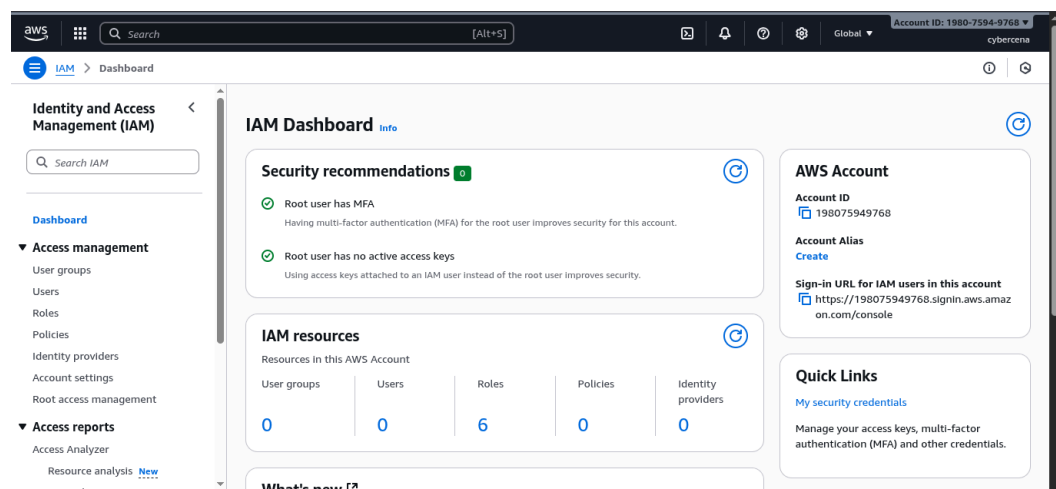 aws
Search [Alt+S]
Global
Account ID: 1980-7594-9768
cybercena
IAM > Dashboard
Identity and Access
Management (IAM)
Search IAM
Dashboard
Access management
User groups
Users
Roles
Policies
Identity providers
Account settings
Root access management
Access reports
Access Analyzer
Resource analysis New
IAM Dashboard Info
Security recommendations 0
Root user has MFA
Having multi-factor authentication (MFA) for the root user improves security for this account.
Root user has no active access keys
Using access keys attached to an IAM user instead of the root user improves security.
IAM resources
Resources in this AWS Account
User groups
0
Users
0
Roles
6
Policies
0
Identity
providers
0
What's new
AWS Account
Account ID
198075949768
Account Alias
Create
Sign-in URL for IAM users in this account
https://198075949768.signin.aws.amaz
on.com/console
Quick Links
My security credentials
Manage your access keys, multi-factor
authentication (MFA) and other credentials.